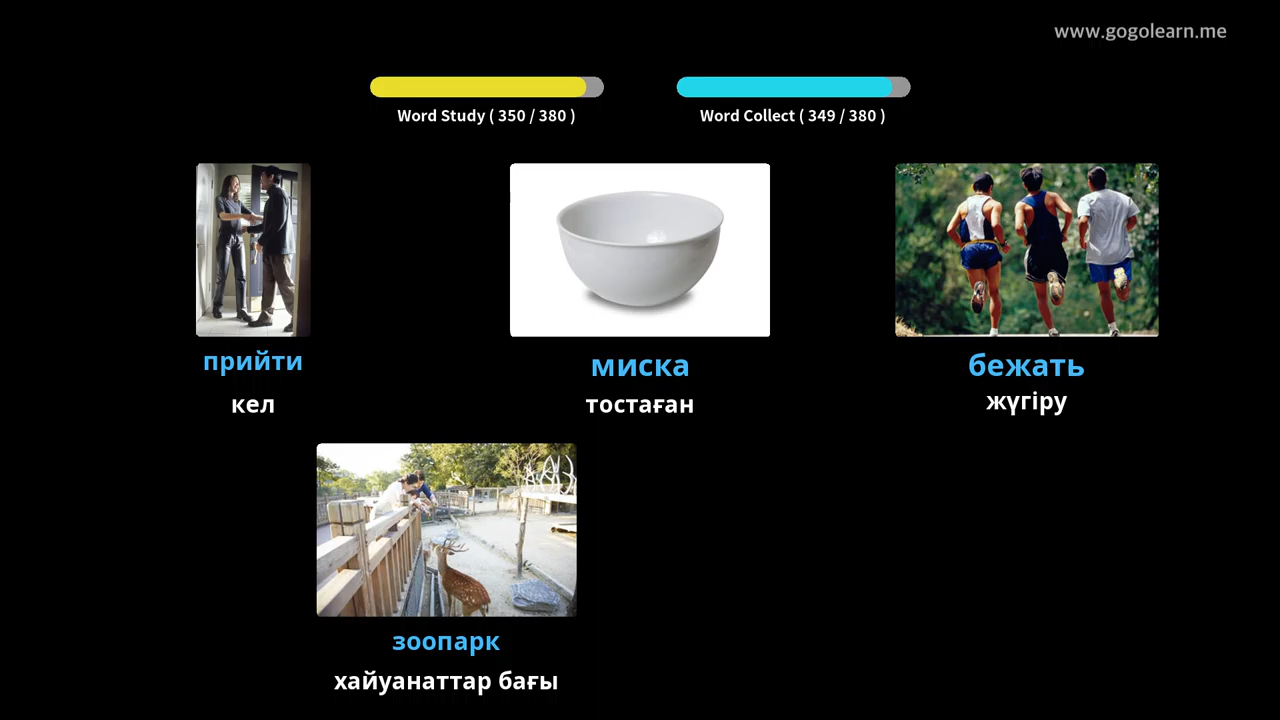 www.gogolearn.me
Word Study ( 350 / 380 )
Word Collect ( 349 / 380 )
прийти
кел
миска
тостаған
бежать
жүгіру
зоопарк
хайуанаттар бағы